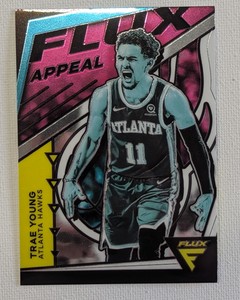 FLUX
APPEAL
ATLANTA
11
TRAE YOUNG
ATLANTA HAWKS
FLUX